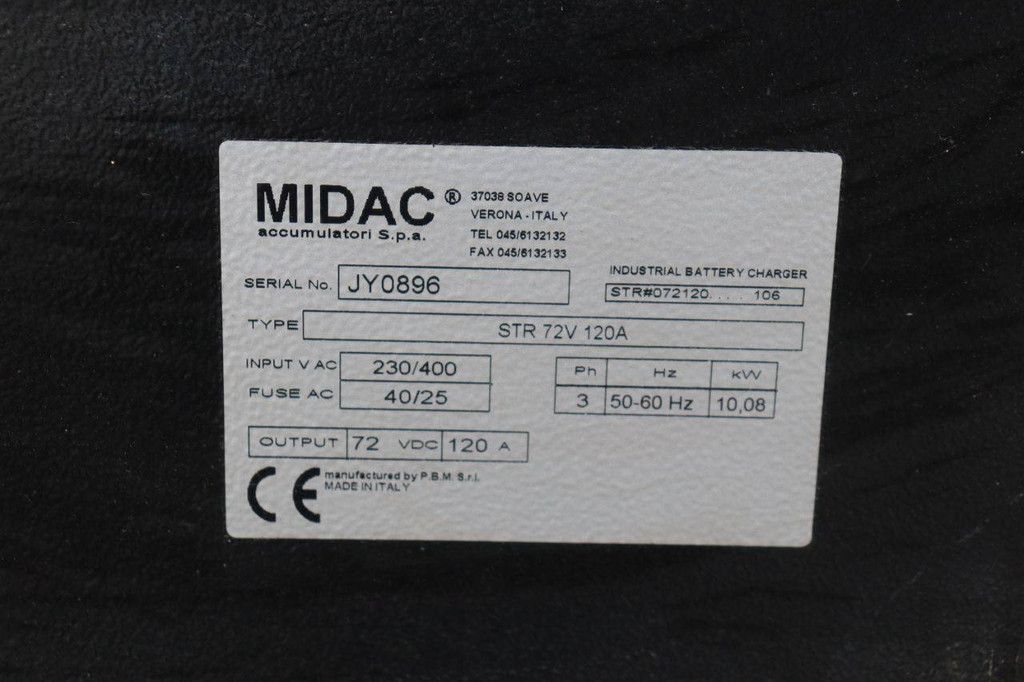 MIDAC ®
accumulatori S.p.a.
37038 SOAVE
VERONA - ITALY
TEL 045/6132132
FAX 045/6132133
SERIAL No. JY0896
INDUSTRIAL BATTERY CHARGER
STR#072120.... 106
TYPE STR 72V 120A
INPUT V AC 230/400
FUSE AC 40/25
Ph Hz kW
3 50-60 Hz 10,08
OUTPUT 72 VDC 120 A
CE
manufactured by P.B.M. S.r.l.
MADE IN ITALY